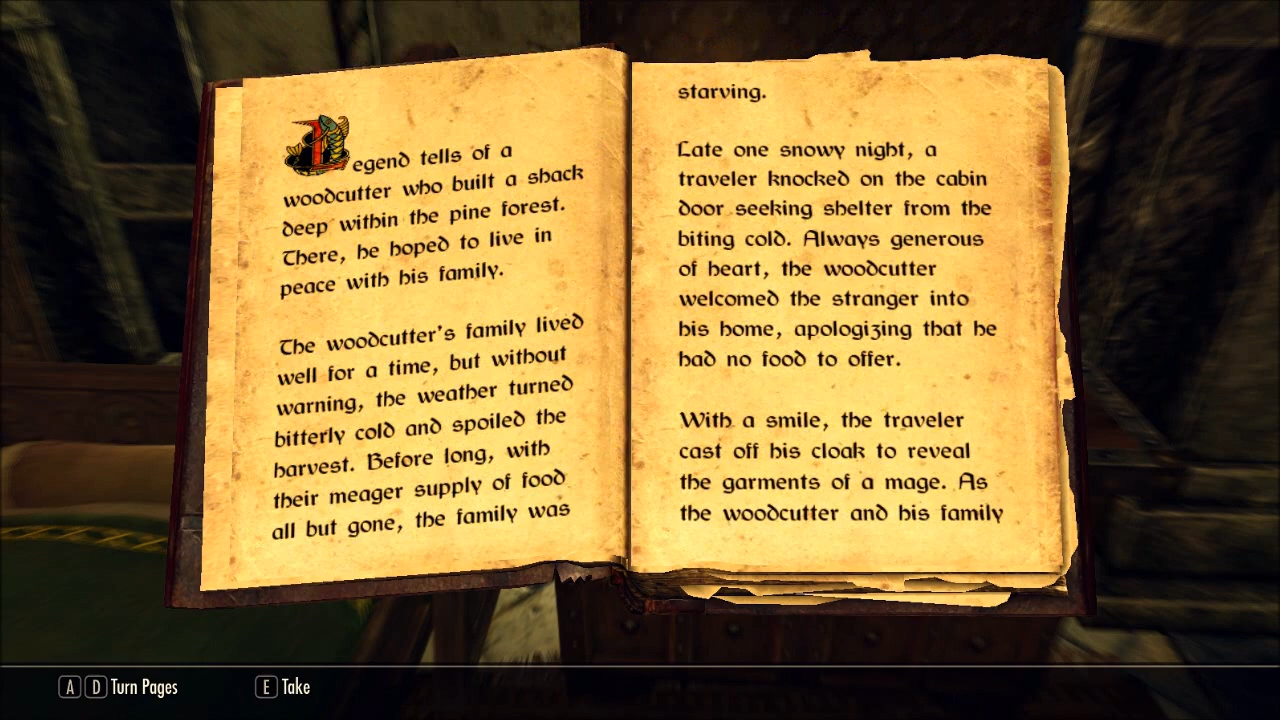 Legend tells of a
woodcutter who built a shack
deep within the pine forest.
There, he hoped to live in
peace with his family.
The woodcutter's family lived
well for a time, but without
warning, the weather turned
bitterly cold and spoiled the
harvest. Before long, with
their meager supply of food
all but gone, the family was
starving.
Late one snowy night, a
traveler knocked on the cabin
door seeking shelter from the
biting cold. Always generous
of heart, the woodcutter
welcomed the stranger into
his home, apologizing that he
had no food to offer.
With a smile, the traveler
cast off his cloak to reveal
the garments of a mage. As
the woodcutter and his family
A D Turn Pages
E Take